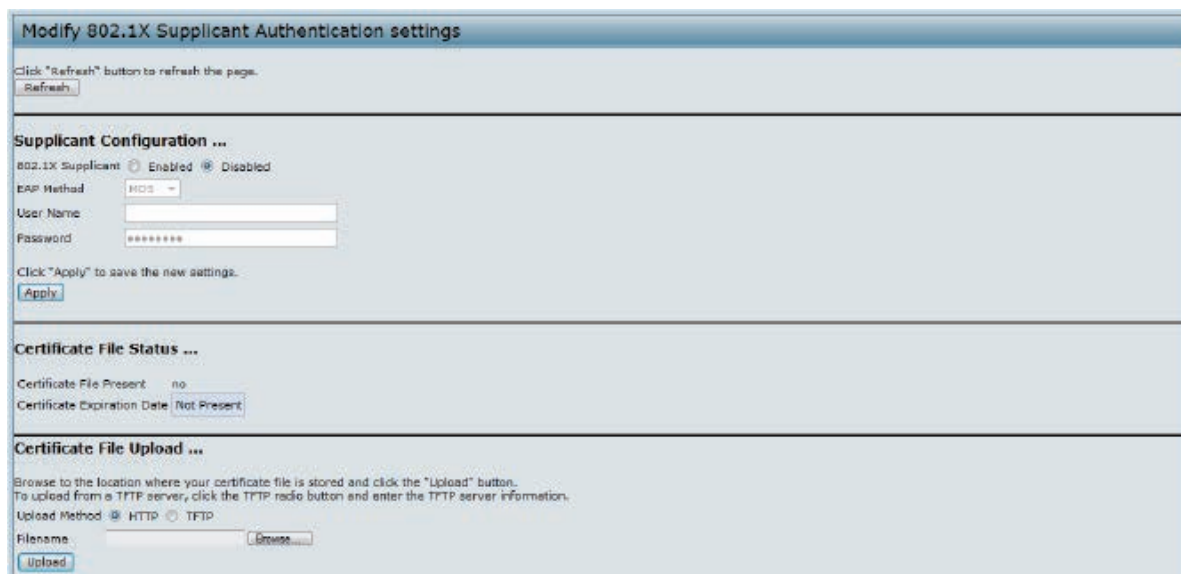 Modify 802.1X Supplicant Authentication settings
Click "Refresh" button to refresh the page.
Refresh
Supplicant Configuration ...
802.1X Supplicant Enabled Disabled
EAP Method MD5
User Name
Password ••••••••
Click "Apply" to save the new settings.
Apply
Certificate File Status ...
Certificate File Present no
Certificate Expiration Date Not Present
Certificate File Upload ...
Browse to the location where your certificate file is stored and click the "Upload" button.
To upload from a TFTP server, click the TFTP radio button and enter the TFTP server information.
Upload Method HTTP TFTP
Filename Browse...
Upload